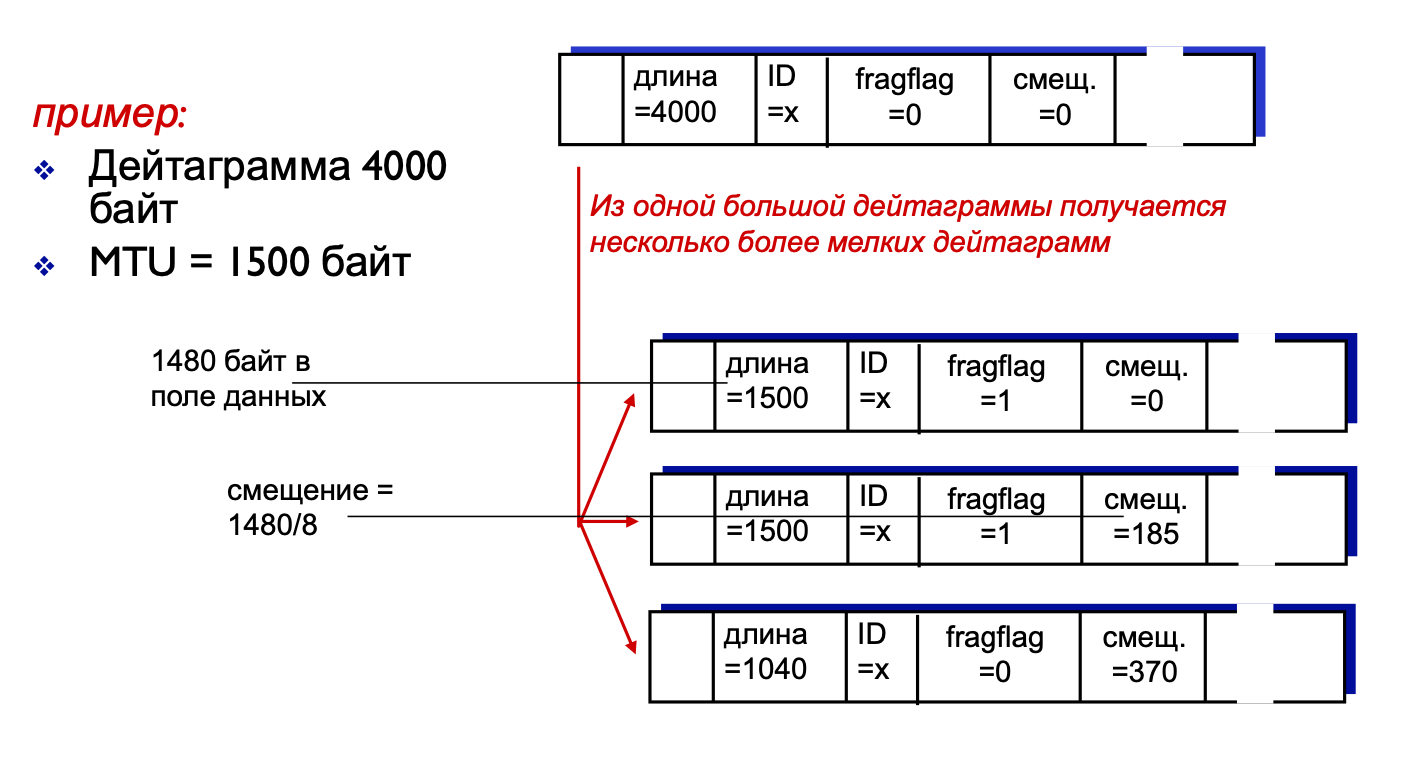 пример:
Дейтаграмма 4000
байт
MTU = 1500 байт
длина
=4000
ID
=x
fragflag
=0
смещ.
=0
Из одной большой дейтаграммы получается
несколько более мелких дейтаграмм
1480 байт в
поле данных
длина
=1500
ID
=x
fragflag
=1
смещ.
=0
смещение =
1480/8
длина
=1500
ID
=x
fragflag
=1
смещ.
=185
длина
=1040
ID
=x
fragflag
=0
смещ.
=370